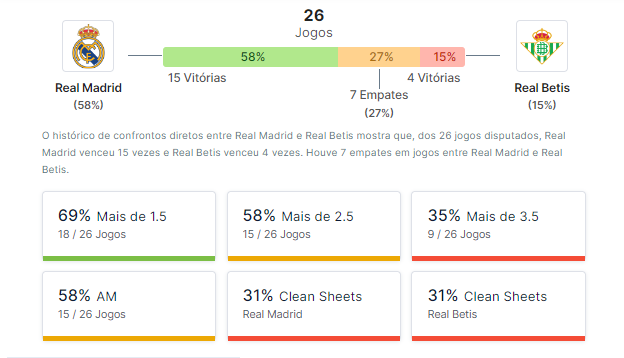 26
Jogos
58% 27% 15%
15 Vitórias 4 Vitórias
7 Empates
(27%)
Real Madrid
(58%)
Real Betis
(15%)
O histórico de confrontos diretos entre Real Madrid e Real Betis mostra que, dos 26 jogos disputados, Real
Madrid venceu 15 vezes e Real Betis venceu 4 vezes. Houve 7 empates em jogos entre Real Madrid e Real
Betis.
69% Mais de 1.5
18 / 26 Jogos
58% Mais de 2.5
15 / 26 Jogos
35% Mais de 3.5
9 / 26 Jogos
58% AM
15 / 26 Jogos
31% Clean Sheets
Real Madrid
31% Clean Sheets
Real Betis